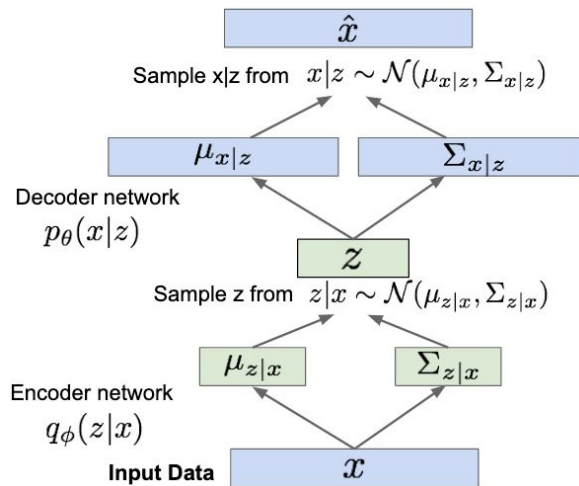 x̂
Sample x|z from x|z ∼ 𝒩(μ_{x|z}, Σ_{x|z})
μ_{x|z} Σ_{x|z}
Decoder network
p_θ(x|z)
z
Sample z from z|x ∼ 𝒩(μ_{z|x}, Σ_{z|x})
μ_{z|x} Σ_{z|x}
Encoder network
q_ϕ(z|x)
Input Data x